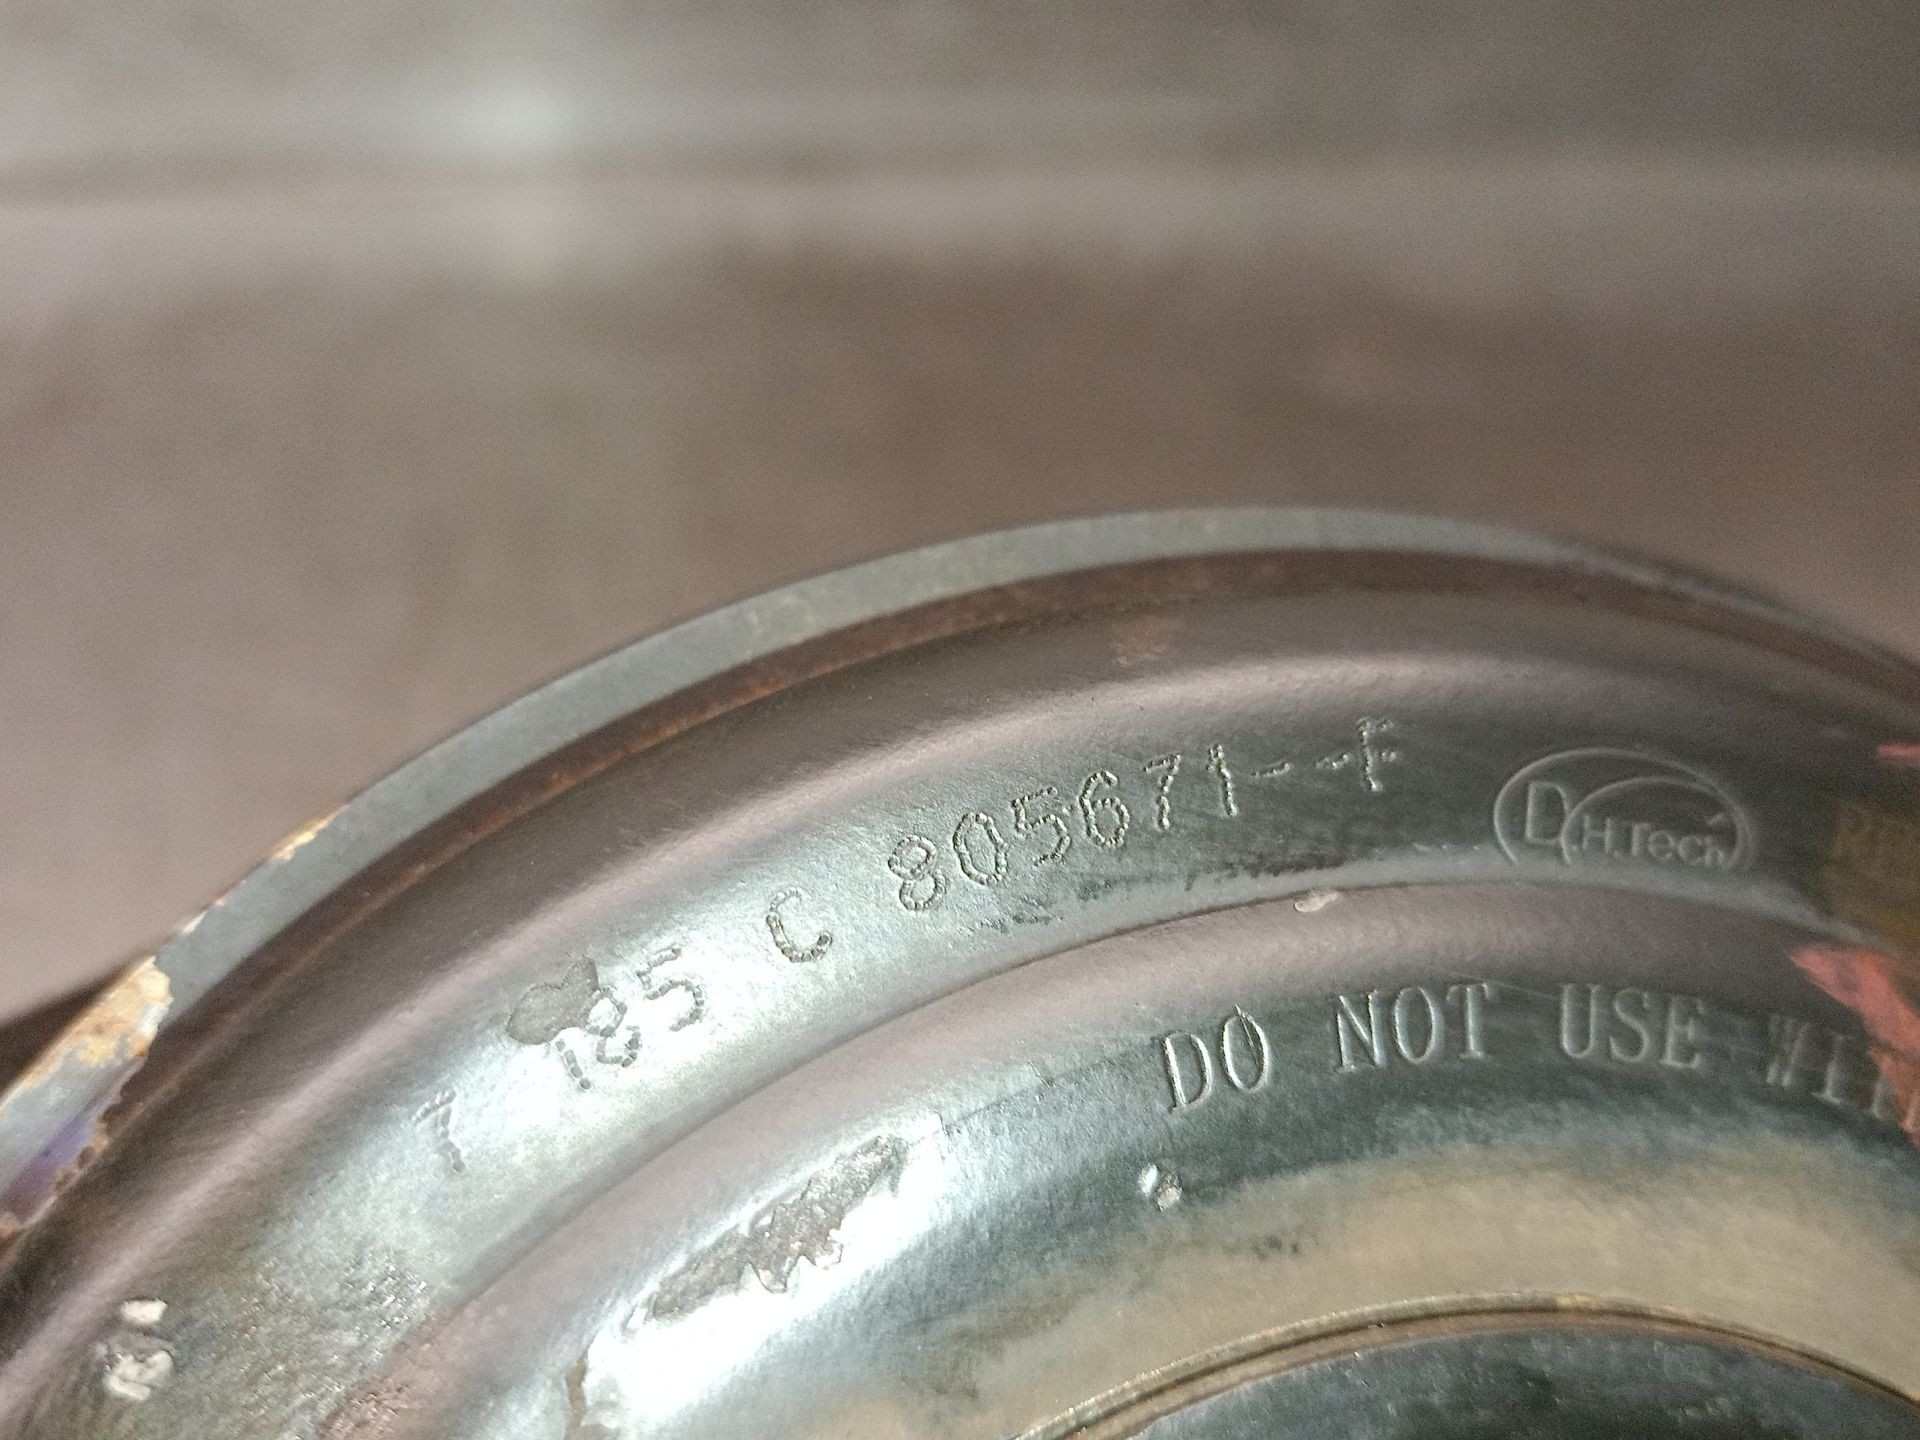 7 185 C 805671--F
D.H.Tech
DO NOT USE